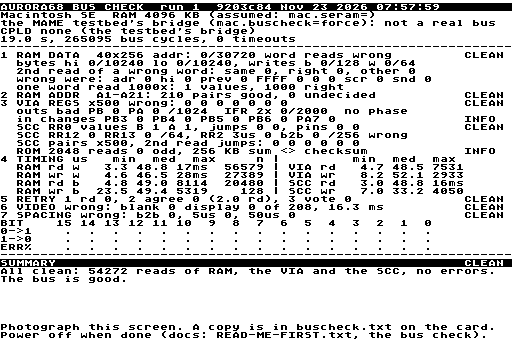 AURORA68 BUS CHECK  run 1  9203c84 Nov 23 2026 07:57:59
Macintosh SE  RAM 4096 KB (assumed: mac.seram=)
the MAME testbed's bridge (mac.buscheck=force): not a real bus
CPLD none (the testbed's bridge)
19.0 s, 265095 bus cycles, 0 timeouts
1 RAM DATA  40x256 addr: 0/30720 word reads wrong CLEAN
bytes hi 0/10240 lo 0/10240, writes b 0/128 w 0/64
2nd read of a wrong word: same 0, right 0, other 0
wrong were: adr 0 hi 0 prev 0 FFFF 0 0 0 scr 0 snd 0
one word read 1000x: 1 values, 1000 right
2 RAM ADDR  A1-A21: 210 pairs good, 0 undecided CLEAN
3 VIA REGS x500 wrong: 0 0 0 0 0 0 CLEAN
outs bad PB 0 PA 0 /1024  IFR 2x 0/2000  no phase
in changes PB3 0 PB4 0 PB5 0 PB6 0 PA7 0 INFO
SCC RR0 values B 1 A 1, jumps 0 0, pins 0 0 CLEAN
SCC RR12 0 RR13 0 /64, RR2 3us 0 b2b 0 /256 wrong
SCC pairs x500, 2nd read jumps: 0 0 0 0 0 0
ROM 2048 reads 0 odd, 256 KB sum <> checksum INFO
4 TIMING us   min   med   max       n |           min   med   max
RAM rd w   3.3  48.8 17ms   56579 | VIA rd   4.7  48.5  7531
RAM wr w   4.6  46.5 28ms   27389 | VIA wr   8.2  52.1  2933
RAM rd b   4.8  49.0 8114   20480 | SCC rd   3.0  48.8  16ms
RAM wr b  23.5  49.4 5319     128 | SCC wr   7.0  33.2  4050
5 RETRY 1 rd 0, 2 agree 0 (2.0 rd), 3 vote 0 CLEAN
6 VIDEO wrong: blank 0 display 0 of 208, 16.3 ms CLEAN
7 SPACING wrong: b2b 0, 5us 0, 50us 0 CLEAN
BIT     15 14 13 12 11 10  9  8  7  6  5  4  3  2  1  0
0->1     .  .  .  .  .  .  .  .  .  .  .  .  .  .  .  .
1->0     .  .  .  .  .  .  .  .  .  .  .  .  .  .  .  .
ERR%     .  .  .  .  .  .  .  .  .  .  .  .  .  .  .  .
SUMMARY CLEAN
All clean: 54272 reads of RAM, the VIA and the SCC, no errors.
The bus is good.
Photograph this screen. A copy is in buscheck.txt on the card.
Power off when done (docs: READ-ME-FIRST.txt, the bus check).